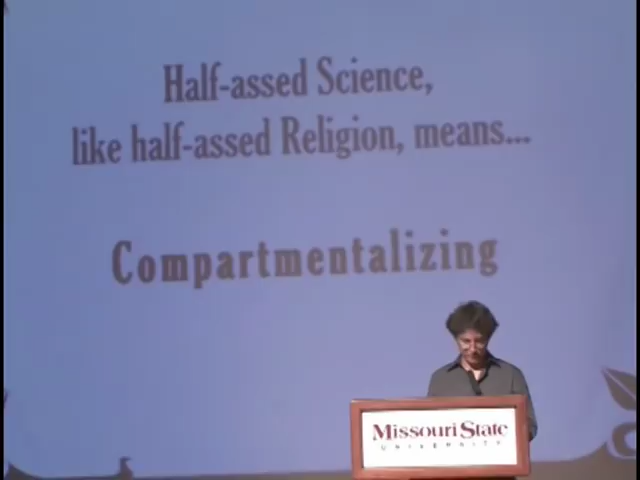 Half-assed Science,
like half-assed Religion, means...
Compartmentalizing
Missouri State
UNIVERSITY